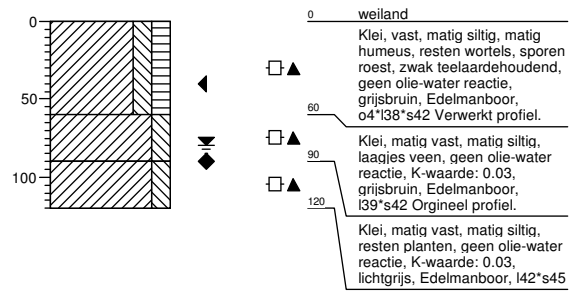 0
50
100
0 weiland
Klei, vast, matig siltig, matig
humeus, resten wortels, sporen
roest, zwak teelaardehoudend,
geen olie-water reactie,
grijsbruin, Edelmanboor,
o4*l38*s42 Verwerkt profiel.
60
Klei, matig vast, matig siltig,
laagjes veen, geen olie-water
reactie, K-waarde: 0.03,
grijsbruin, Edelmanboor,
l39*s42 Orgineel profiel.
90
Klei, matig vast, matig siltig,
resten planten, geen olie-water
reactie, K-waarde: 0.03,
lichtgrijs, Edelmanboor, l42*s45
120